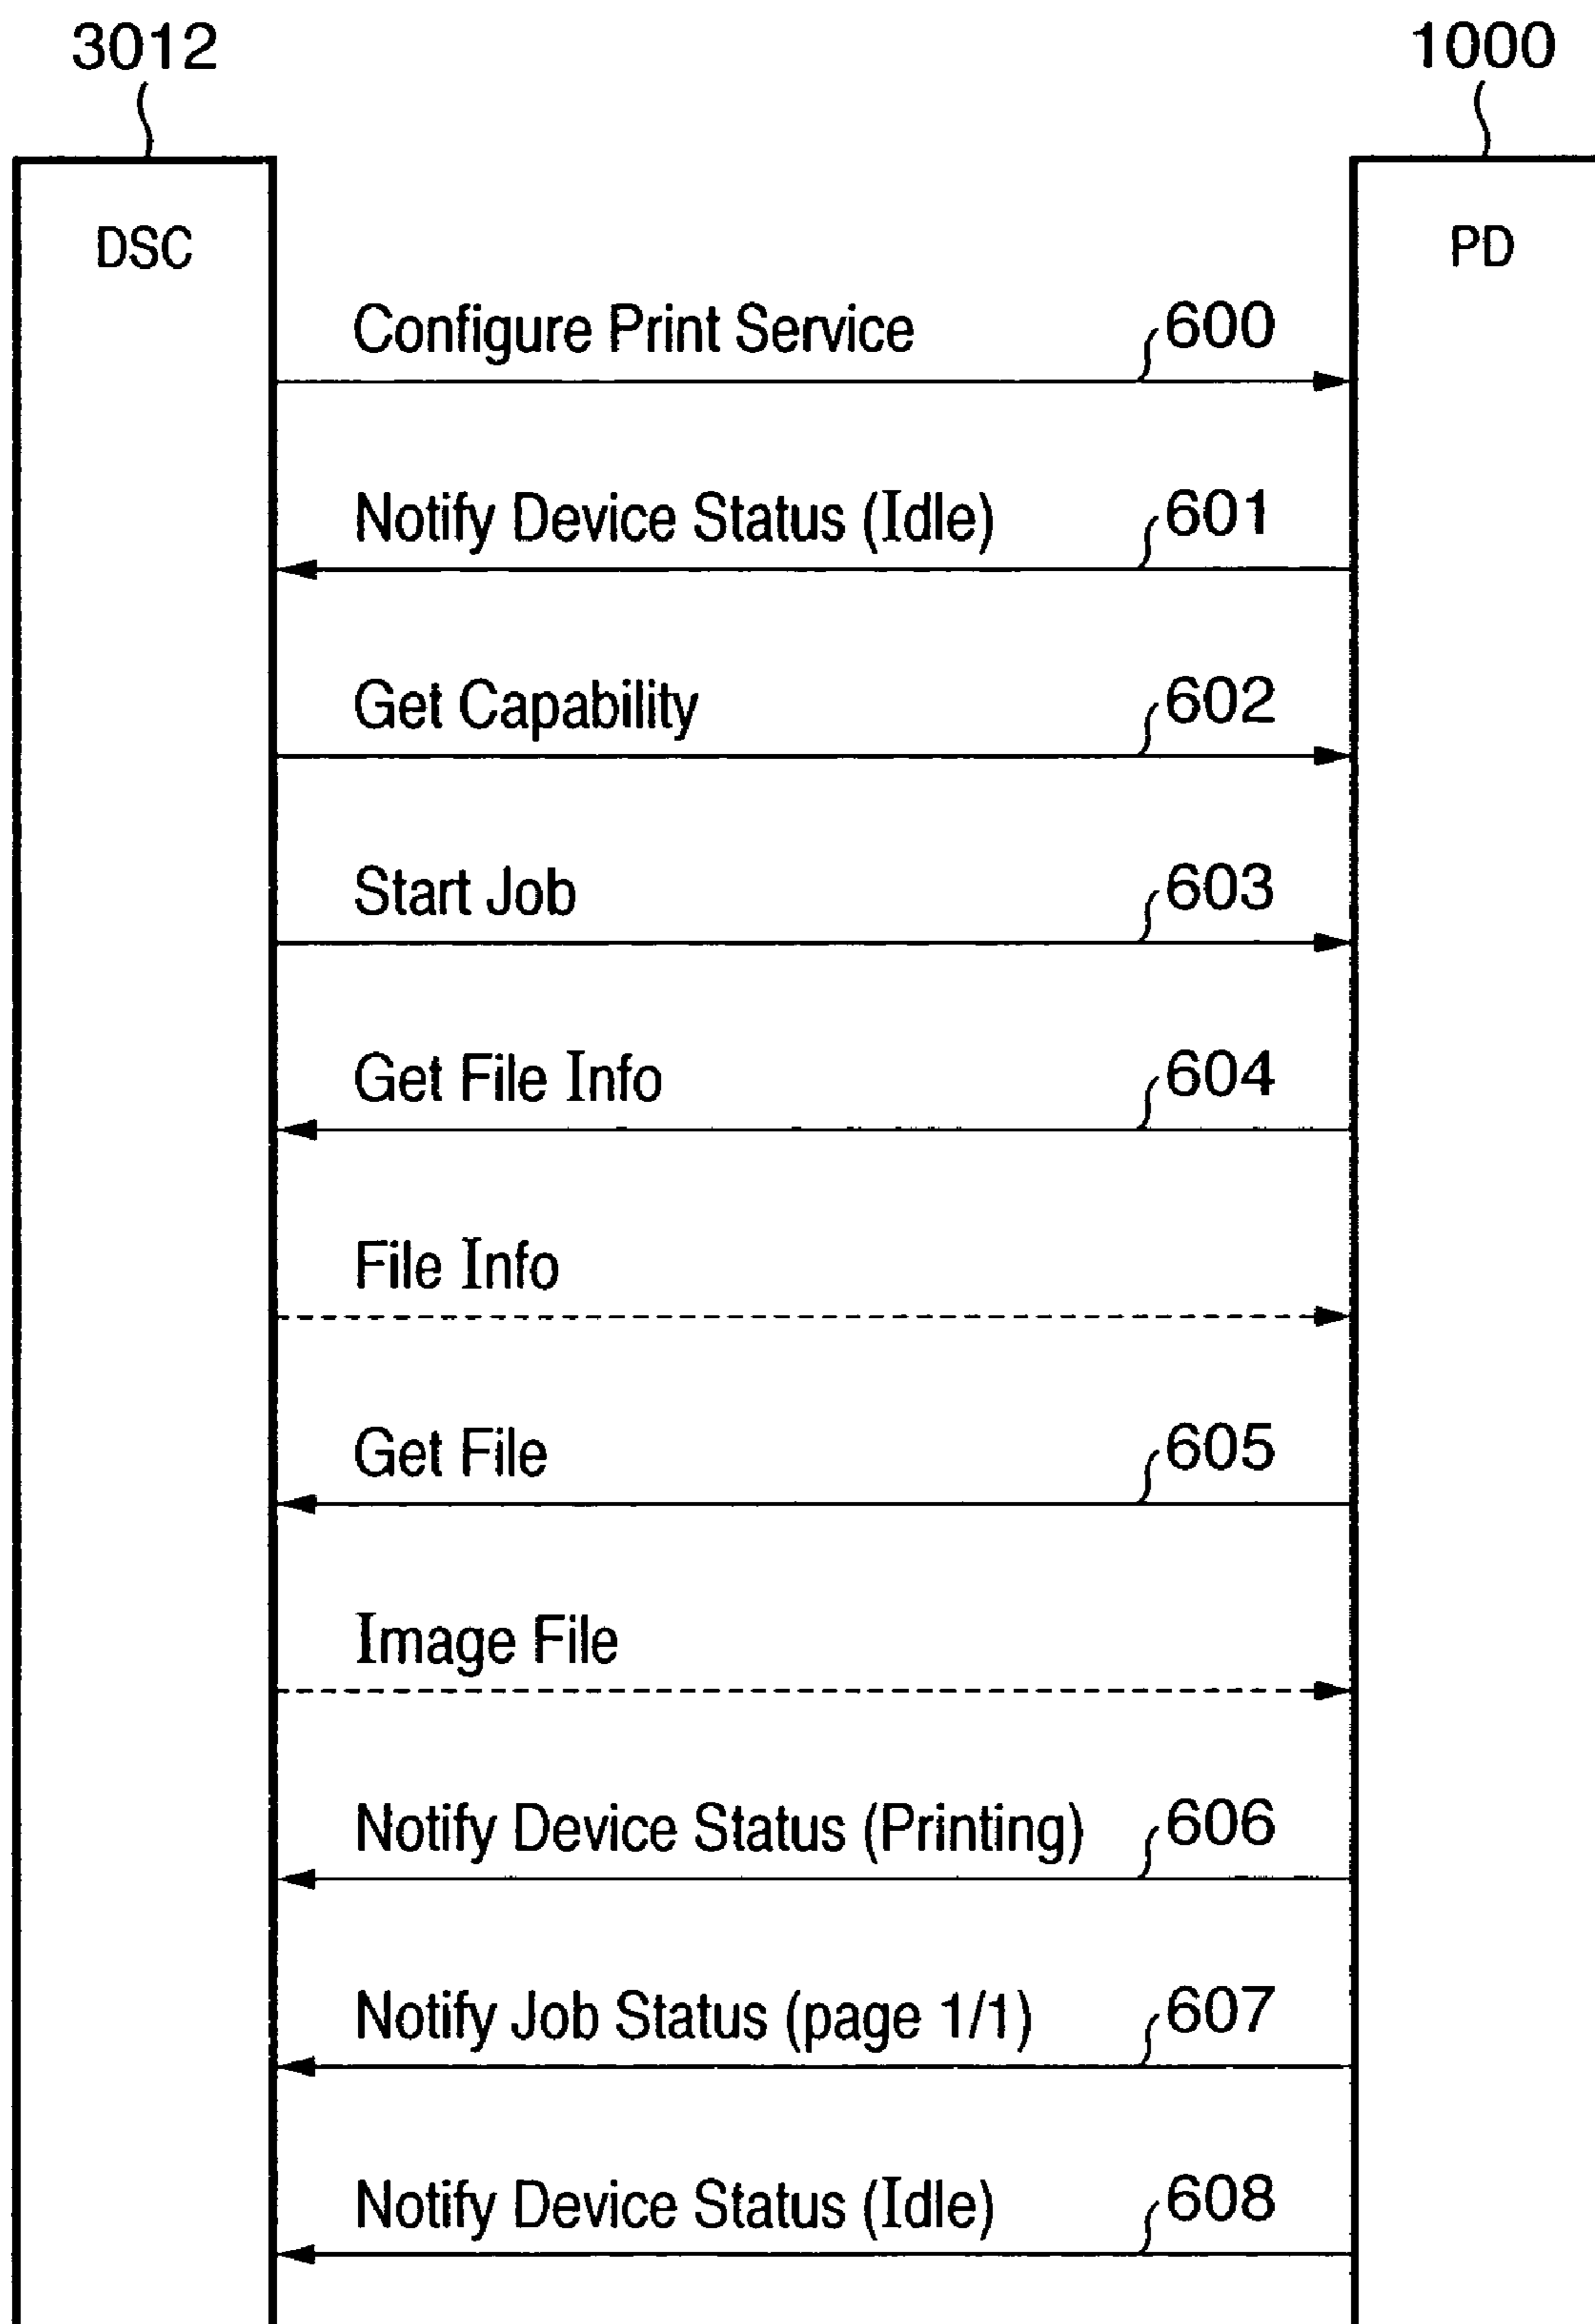 3012
1000
DSC
PD
Configure Print Service
600
Notify Device Status (Idle)
601
Get Capability
602
Start Job
603
Get File Info
604
File Info
Get File
605
Image File
Notify Device Status (Printing)
606
Notify Job Status (page 1/1)
607
Notify Device Status (Idle)
608